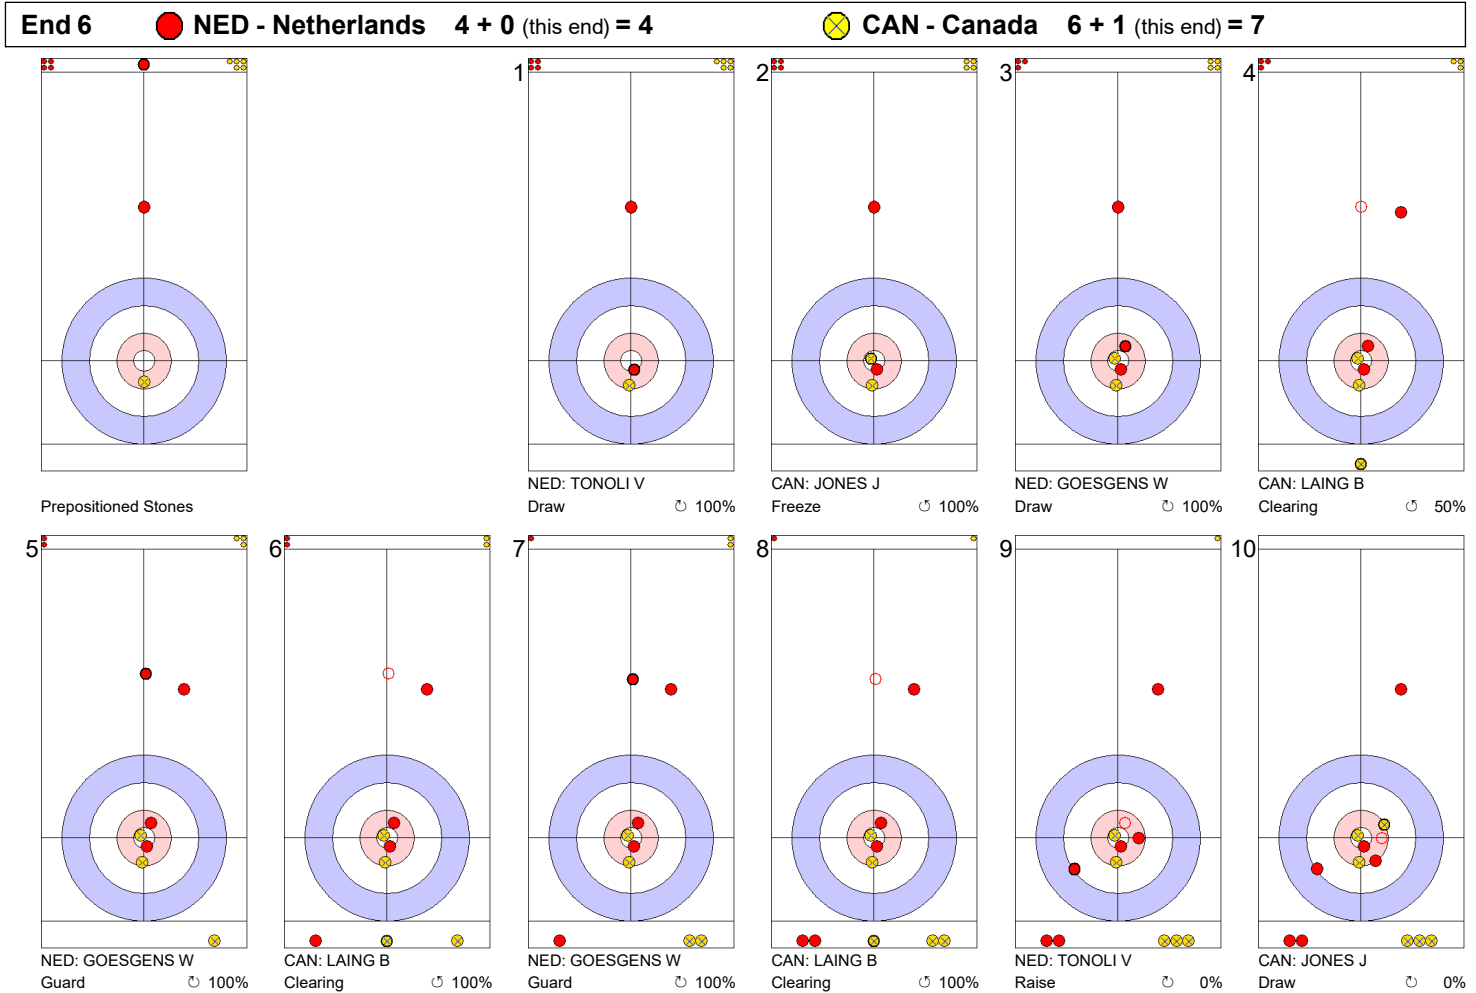 End 6 NED - Netherlands 4 + 0 (this end) = 4 CAN - Canada 6 + 1 (this end) = 7
1 2 3 4
NED: TONOLI V CAN: JONES J NED: GOESGENS W CAN: LAING B
Prepositioned Stones Draw ↻ 100% Freeze ↺ 100% Draw ↻ 100% Clearing ↺ 50%
5 6 7 8 9 10
NED: GOESGENS W CAN: LAING B NED: GOESGENS W CAN: LAING B NED: TONOLI V CAN: JONES J
Guard ↻ 100% Clearing ↻ 100% Guard ↻ 100% Clearing ↻ 100% Raise ↻ 0% Draw ↻ 0%